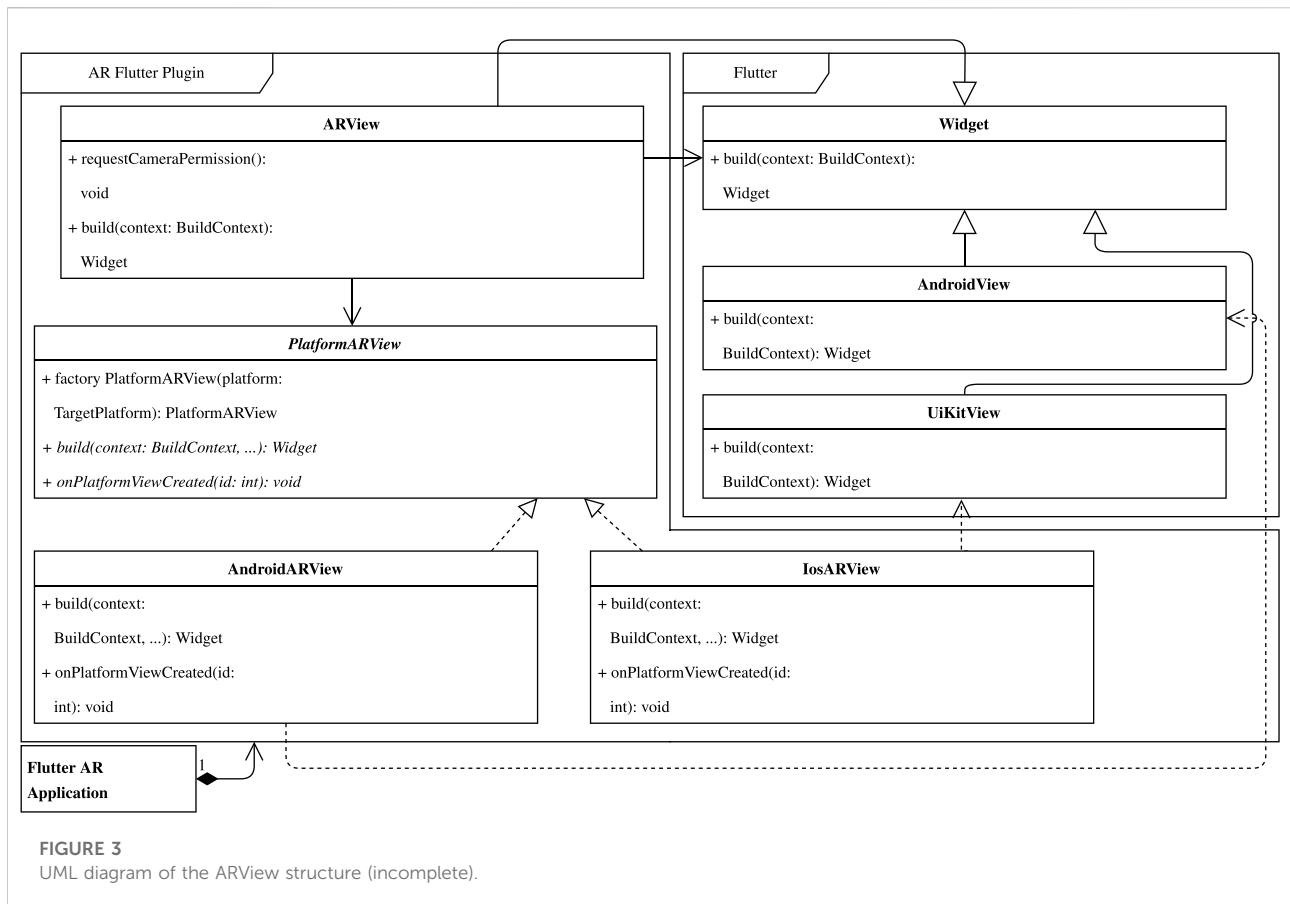 AR Flutter Plugin
ARView
+ requestCameraPermission():
void
+ build(context: BuildContext):
Widget
PlatformARView
+ factory PlatformARView(platform:
TargetPlatform): PlatformARView
+ build(context: BuildContext, ...): Widget
+ onPlatformViewCreated(id: int): void
AndroidARView
+ build(context:
BuildContext, ...): Widget
+ onPlatformViewCreated(id:
int): void
IosARView
+ build(context:
BuildContext, ...): Widget
+ onPlatformViewCreated(id:
int): void
Flutter
Widget
+ build(context: BuildContext):
Widget
AndroidView
+ build(context:
BuildContext): Widget
UiKitView
+ build(context:
BuildContext): Widget
Flutter AR
Application
1
FIGURE 3
UML diagram of the ARView structure (incomplete).